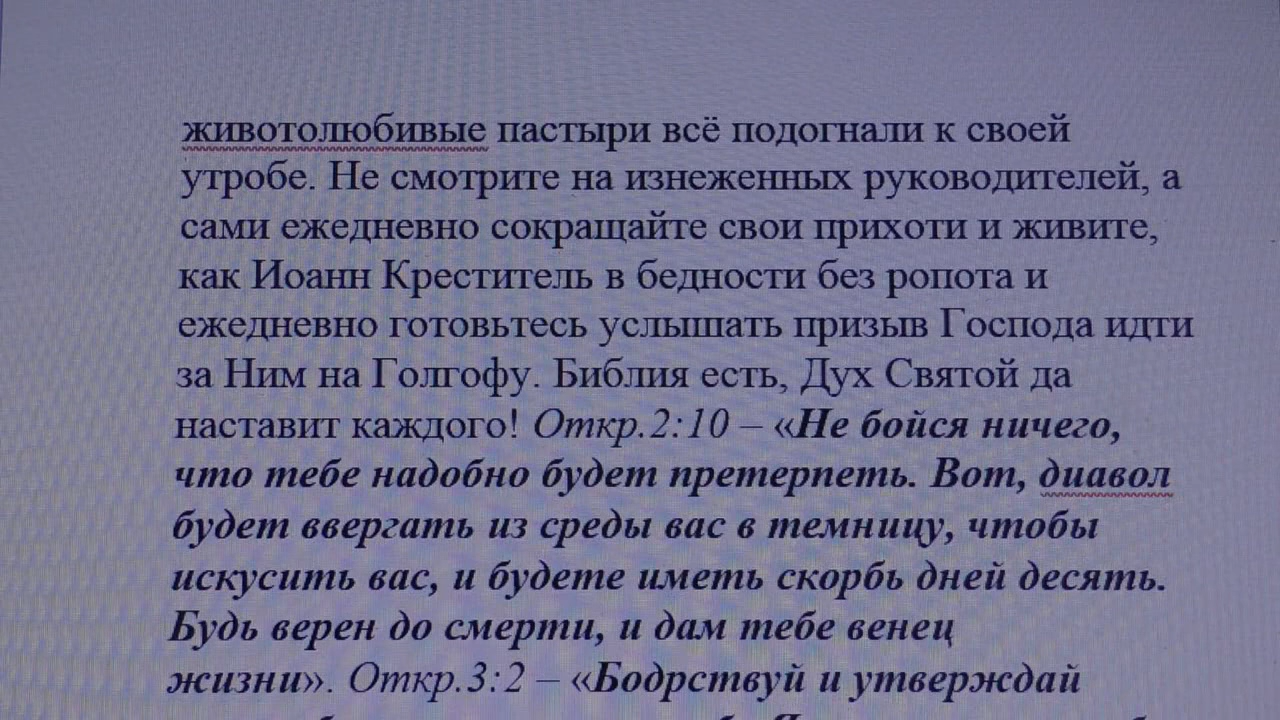 животолюбивые пастыри всё подогнали к своей
утробе. Не смотрите на изнеженных руководителей, а
сами ежедневно сокращайте свои прихоти и живите,
как Иоанн Креститель в бедности без ропота и
ежедневно готовьтесь услышать призыв Господа идти
за Ним на Голгофу. Библия есть, Дух Святой да
наставит каждого! Откр.2:10 – «Не бойся ничего,
что тебе надобно будет претерпеть. Вот, диавол
будет ввергать из среды вас в темницу, чтобы
искусить вас, и будете иметь скорбь дней десять.
Будь верен до смерти, и дам тебе венец
жизни». Откр.3:2 – «Бодрствуй и утверждай